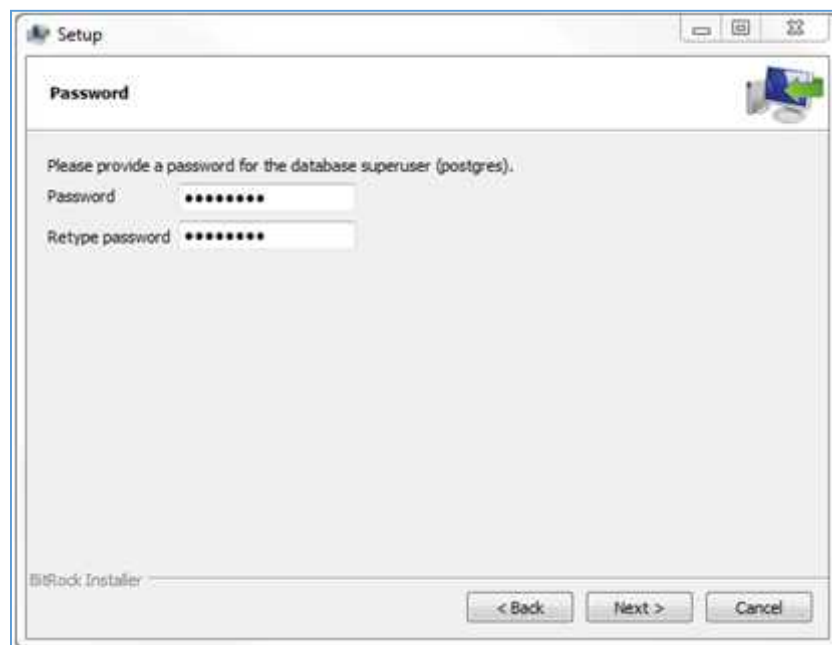 Setup
Password
Please provide a password for the database superuser (postgres).
Password ••••••••
Retype password ••••••••
BitRock Installer
< Back Next > Cancel